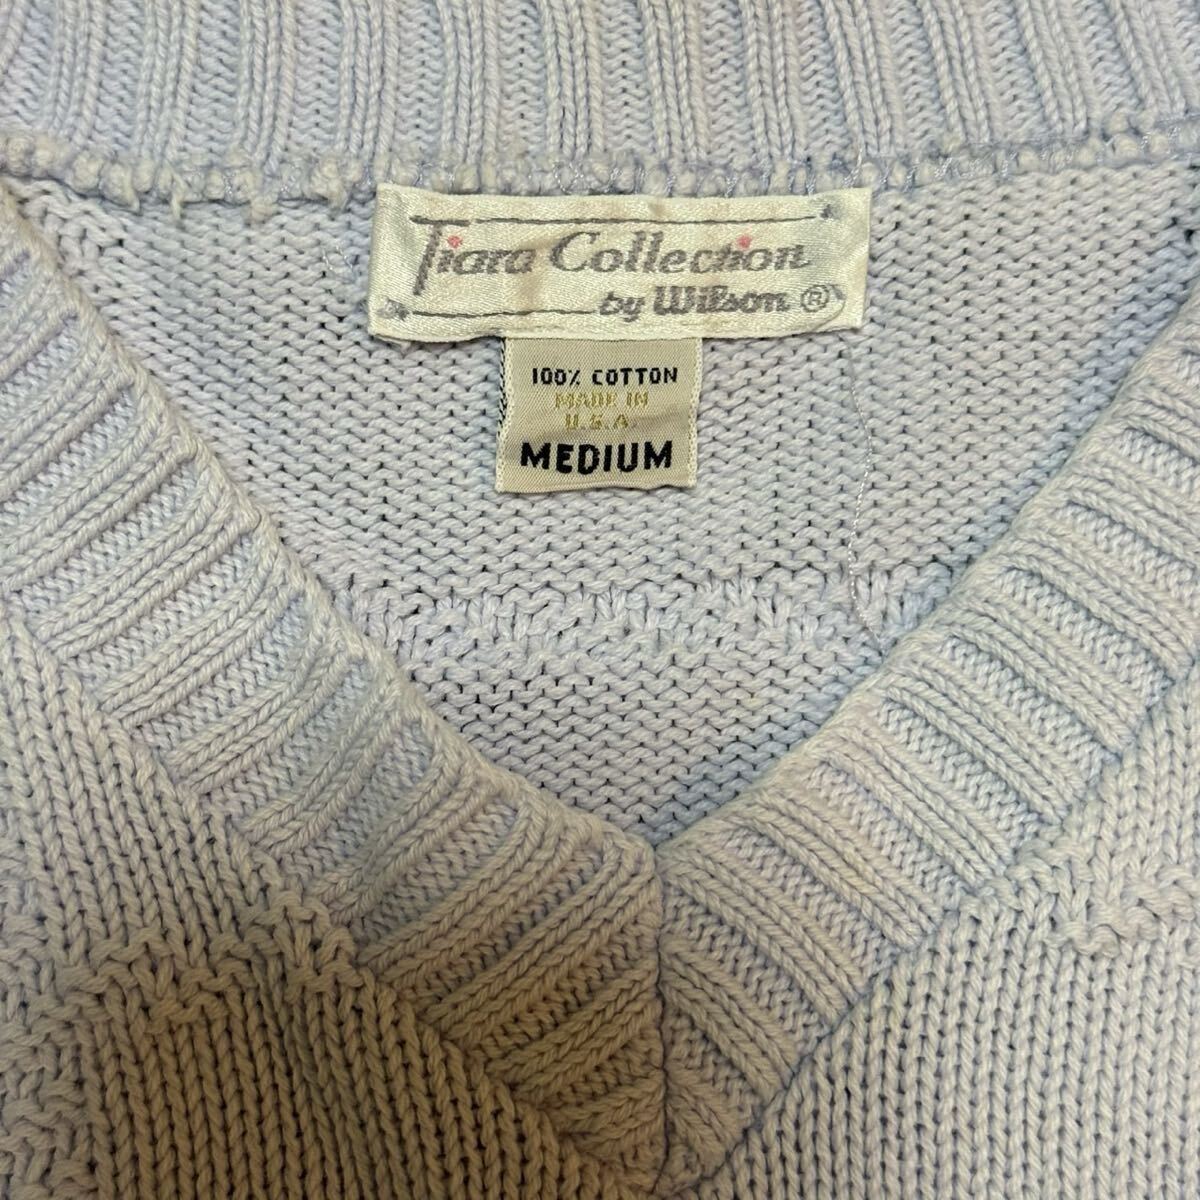 Tiara Collection
by Wilson ®
100% COTTON
MADE IN
U.S.A.
MEDIUM